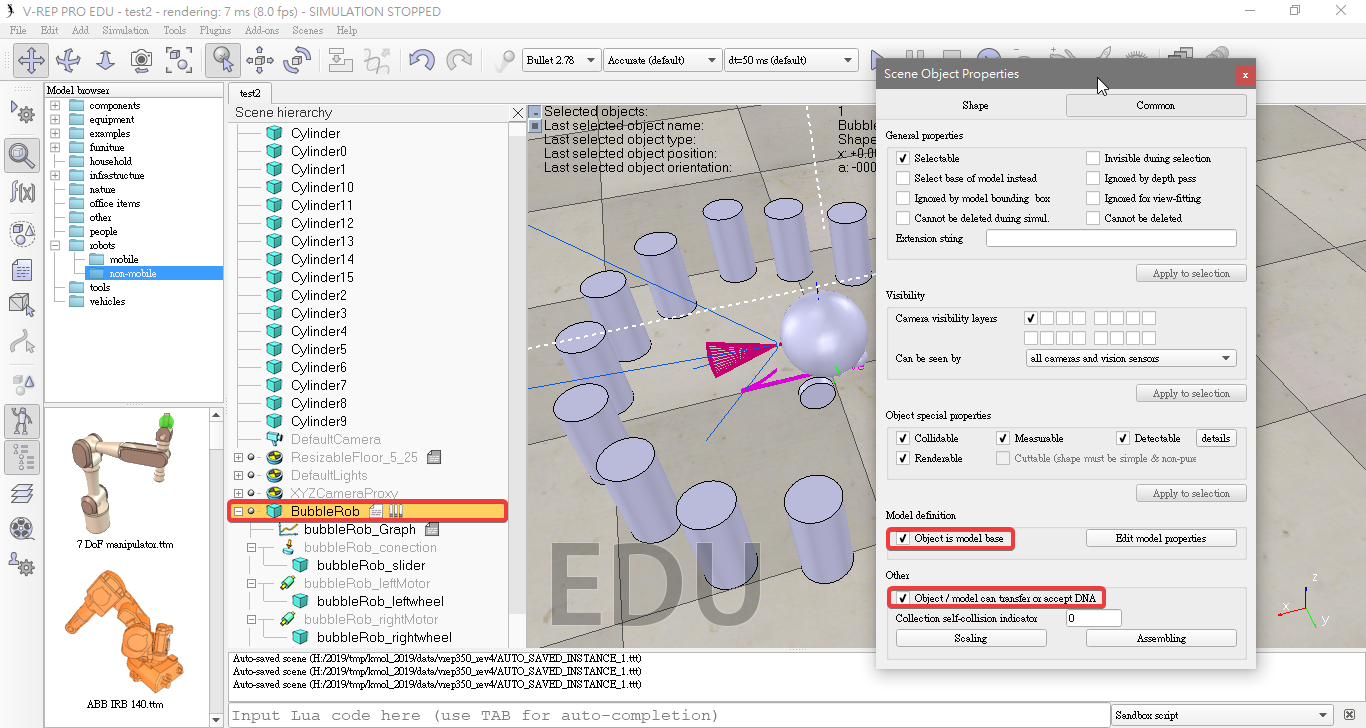 V-REP PRO EDU - test2 - rendering: 7 ms (8.0 fps) - SIMULATION STOPPED
File Edit Add Simulation Tools Plugins Add-ons Scenes Help
Bullet 2.78 Accurate (default) dt=50 ms (default)
Model browser
components
equipment
examples
furniture
household
infrastructure
nature
office items
other
people
robots
mobile
non-mobile
tools
vehicles
7 DoF manipulator.ttm
ABB IRB 140.ttm
test2
Scene hierarchy
Cylinder
Cylinder0
Cylinder1
Cylinder10
Cylinder11
Cylinder12
Cylinder13
Cylinder14
Cylinder15
Cylinder2
Cylinder3
Cylinder4
Cylinder5
Cylinder6
Cylinder7
Cylinder8
Cylinder9
DefaultCamera
ResizableFloor_5_25
DefaultLights
XYZCameraProxy
BubbleRob
bubbleRob_Graph
bubbleRob_conection
bubbleRob_slider
bubbleRob_leftMotor
bubbleRob_leftwheel
bubbleRob_rightMotor
bubbleRob_rightwheel
Selected objects: 1
Last selected object name: Bubble
Last selected object type: Shape
Last selected object position: x: +0.0
Last selected object orientation: a: -000
EDU
z
x
y
Scene Object Properties
x
Shape Common
General properties
Selectable Invisible during selection
Select base of model instead Ignored by depth pass
Ignored by model bounding box Ignored for view-fitting
Cannot be deleted during simul. Cannot be deleted
Extension string
Apply to selection
Visibility
Camera visibility layers
Can be seen by all cameras and vision sensors
Apply to selection
Object special properties
Collidable Measurable Detectable details
Renderable Cuttable (shape must be simple & non-pure
Apply to selection
Model definition
Object is model base Edit model properties
Other
Object / model can transfer or accept DNA
Collection self-collision indicator 0
Scaling Assembling
Auto-saved scene (H:/2019/tmp/kmol_2019/data/vrep350_rev4/AUTO_SAVED_INSTANCE_1.ttt)
Auto-saved scene (H:/2019/tmp/kmol_2019/data/vrep350_rev4/AUTO_SAVED_INSTANCE_1.ttt)
Auto-saved scene (H:/2019/tmp/kmol_2019/data/vrep350_rev4/AUTO_SAVED_INSTANCE_1.ttt)
Input Lua code here (use TAB for auto-completion) Sandbox script